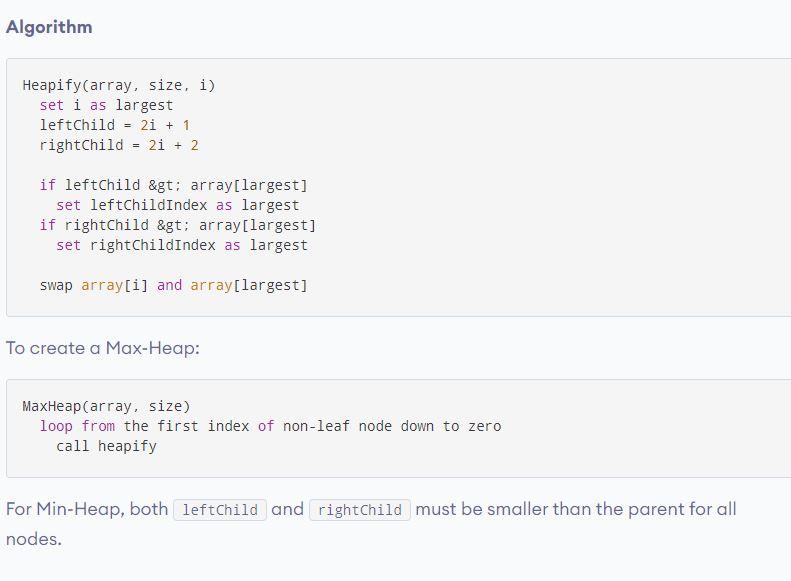 Algorithm
Heapify(array, size, i)
set i as largest
leftChild = 2i + 1
rightChild = 2i + 2
if leftChild &gt; array[largest]
set leftChildIndex as largest
if rightChild &gt; array[largest]
set rightChildIndex as largest
swap array[i] and array[largest]
To create a Max-Heap:
MaxHeap(array, size)
loop from the first index of non-leaf node down to zero
call heapify
For Min-Heap, both leftChild and rightChild must be smaller than the parent for all
nodes.